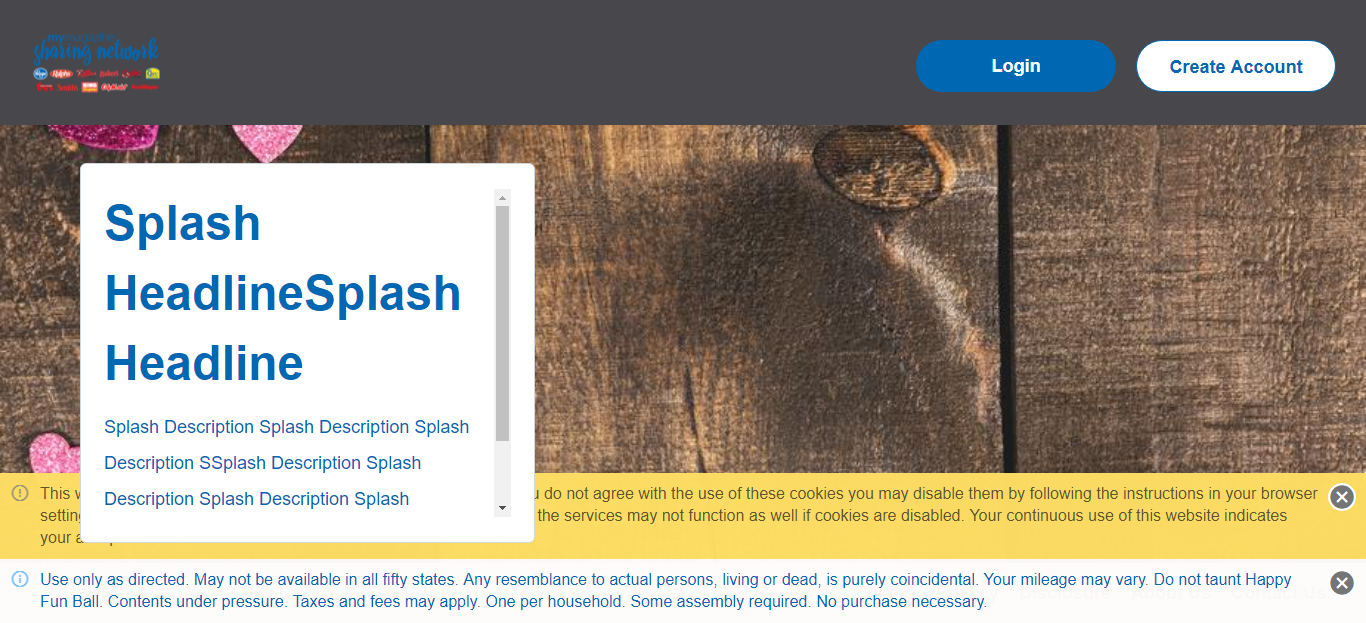 my magazine
sharing network
Login
Create Account
Splash
HeadlineSplash
Headline
Splash Description Splash Description Splash
Description SSplash Description Splash
Description Splash Description Splash
This do not agree with the use of these cookies you may disable them by following the instructions in your browser
the services may not function as well if cookies are disabled. Your continuous use of this website indicates
your
Use only as directed. May not be available in all fifty states. Any resemblance to actual persons, living or dead, is purely coincidental. Your mileage may vary. Do not taunt Happy
Fun Ball. Contents under pressure. Taxes and fees may apply. One per household. Some assembly required. No purchase necessary.